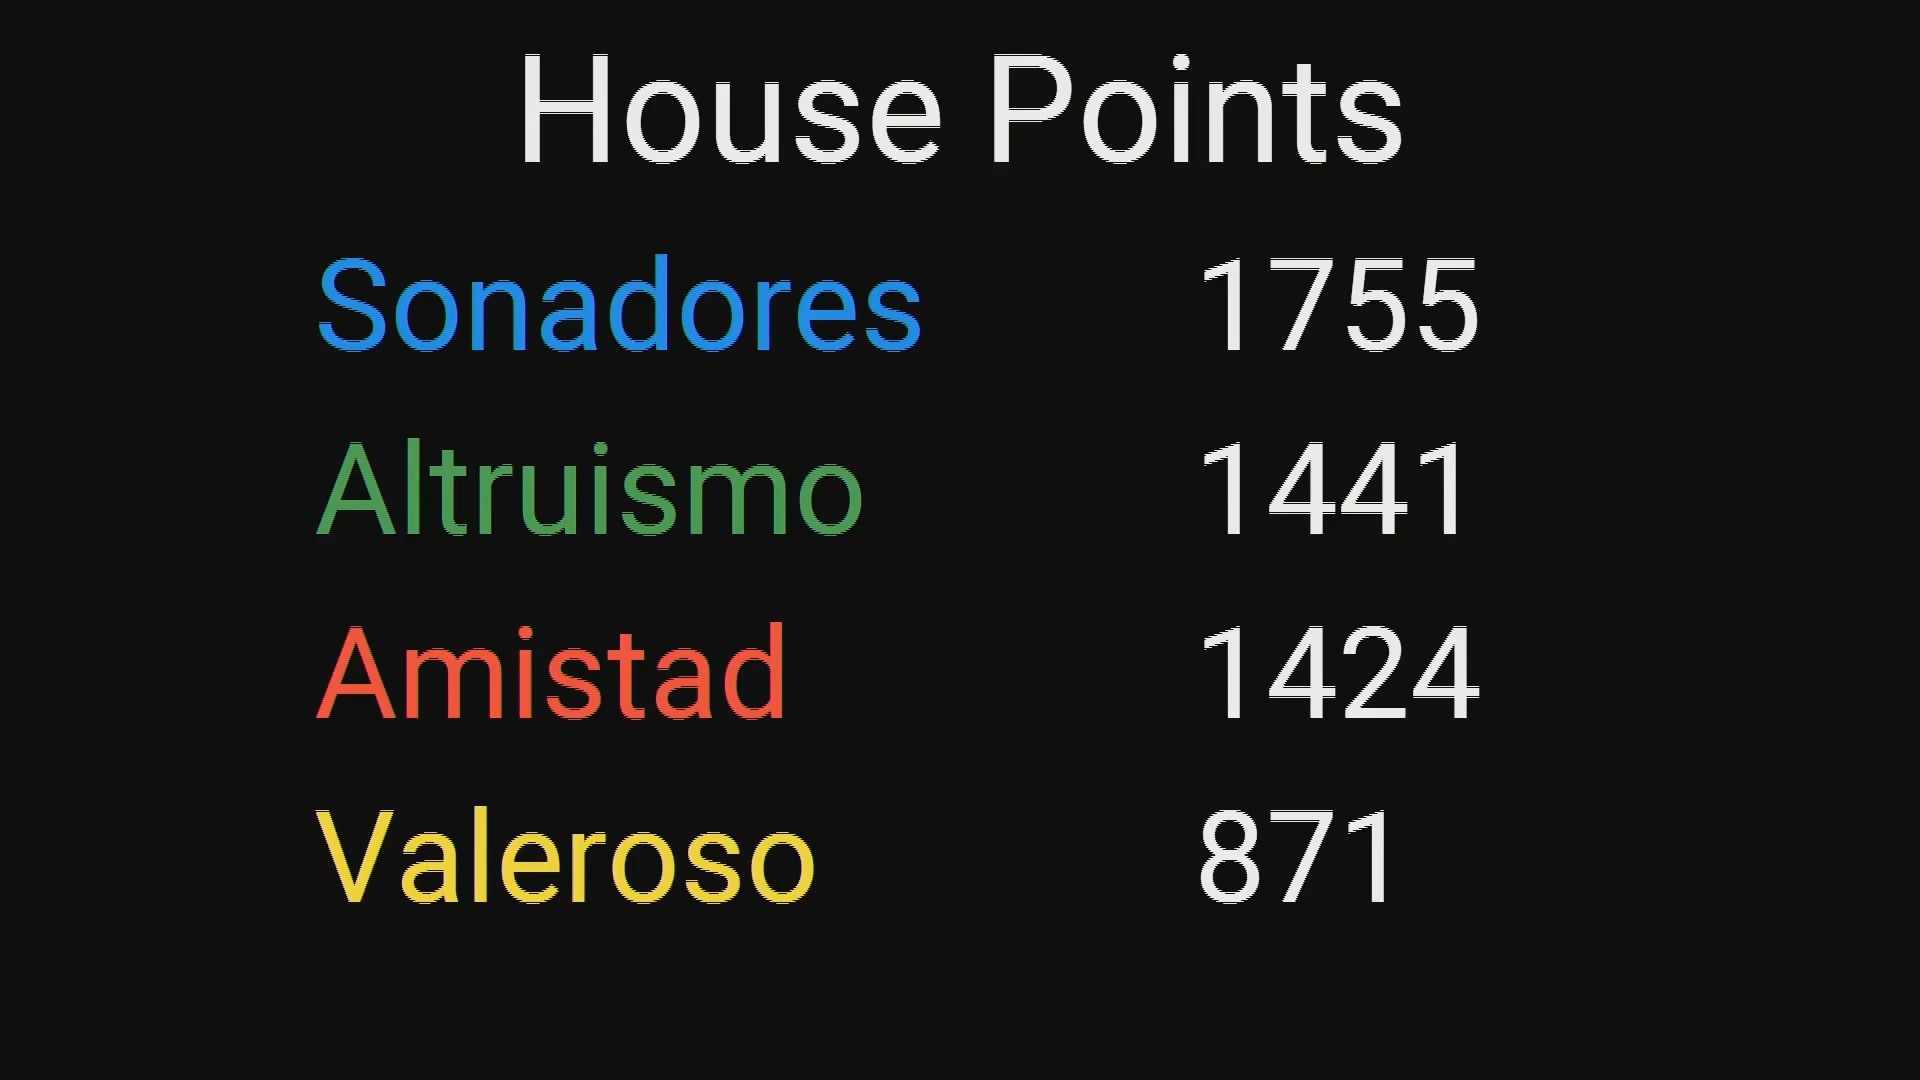 House Points
Sonadores 1755
Altruismo 1441
Amistad 1424
Valeroso 871